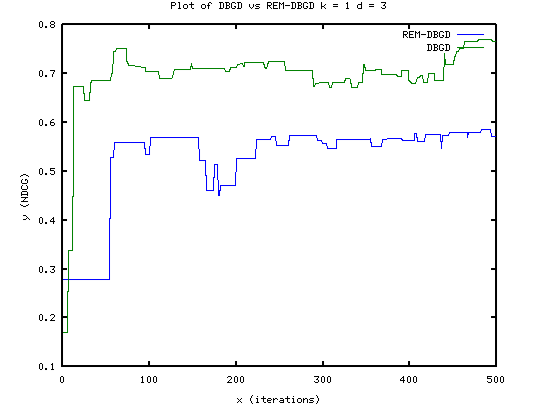 Plot of DBGD vs REM-DBGD k = 1 d = 3
0.8
0.7
0.6
0.5
0.4
0.3
0.2
0.1
y (NDCG)
REM-DBGD
DBGD
0 100 200 300 400 500
x (iterations)